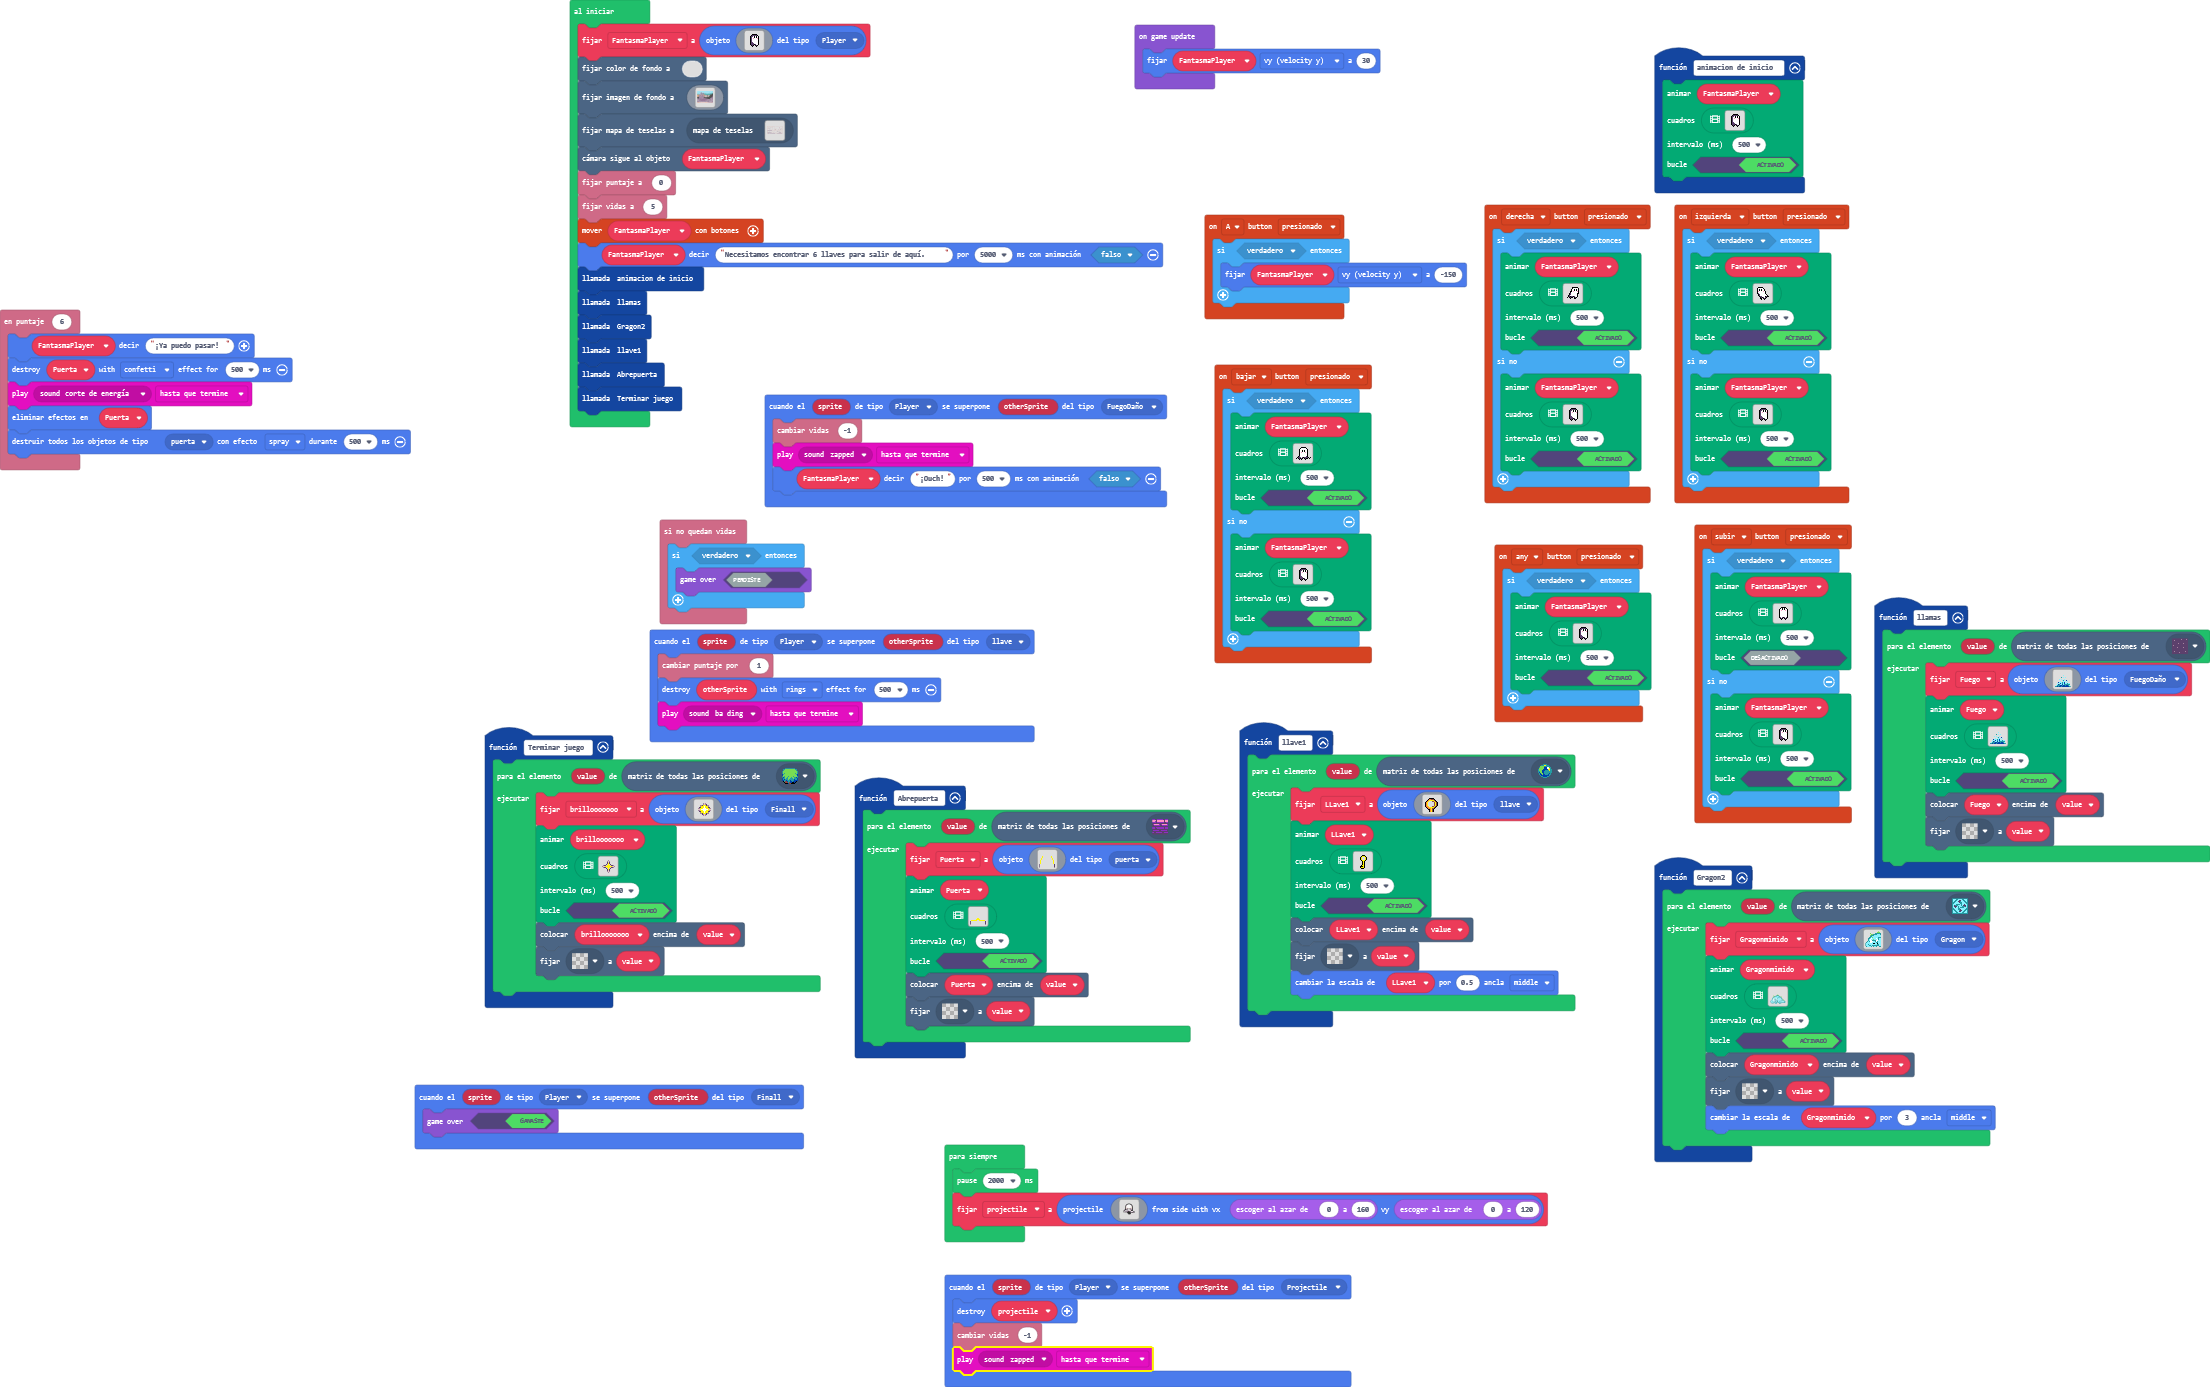 al iniciar
fijar FantasmaPlayer a objeto del tipo Player
fijar color de fondo a
fijar imagen de fondo a
fijar mapa de teselas a mapa de teselas
cámara sigue al objeto FantasmaPlayer
fijar puntaje a 0
fijar vidas a 5
mover FantasmaPlayer con botones
FantasmaPlayer decir "Necesitamos encontrar 6 llaves para salir de aquí. " por 5000 ms con animación falso
llamada animacion de inicio
llamada llamas
llamada Gragon2
llamada llave1
llamada Abrepuerta
llamada Terminar juego
on game update
fijar FantasmaPlayer vy (velocity y) a 30
función animacion de inicio
animar FantasmaPlayer
cuadros
intervalo (ms) 500
bucle ACTIVADO
on A button presionado
si verdadero entonces
fijar FantasmaPlayer vy (velocity y) a -150
on derecha button presionado
si verdadero entonces
animar FantasmaPlayer
cuadros
intervalo (ms) 500
bucle ACTIVADO
si no
animar FantasmaPlayer
cuadros
intervalo (ms) 500
bucle ACTIVADO
on izquierda button presionado
si verdadero entonces
animar FantasmaPlayer
cuadros
intervalo (ms) 500
bucle ACTIVADO
si no
animar FantasmaPlayer
cuadros
intervalo (ms) 500
bucle ACTIVADO
en puntaje 6
FantasmaPlayer decir "¡Ya puedo pasar! "
destroy Puerta with confetti effect for 500 ms
play sound corte de energía hasta que termine
eliminar efectos en Puerta
destruir todos los objetos de tipo puerta con efecto spray durante 500 ms
cuando el sprite de tipo Player se superpone otherSprite del tipo FuegoDaño
cambiar vidas -1
play sound zapped hasta que termine
FantasmaPlayer decir "¡Ouch! " por 500 ms con animación falso
on bajar button presionado
si verdadero entonces
animar FantasmaPlayer
cuadros
intervalo (ms) 500
bucle ACTIVADO
si no
animar FantasmaPlayer
cuadros
intervalo (ms) 500
bucle ACTIVADO
si no quedan vidas
si verdadero entonces
game over PERDISTE
on any button presionado
si verdadero entonces
animar FantasmaPlayer
cuadros
intervalo (ms) 500
bucle ACTIVADO
on subir button presionado
si verdadero entonces
animar FantasmaPlayer
cuadros
intervalo (ms) 500
bucle DESACTIVADO
si no
animar FantasmaPlayer
cuadros
intervalo (ms) 500
bucle ACTIVADO
función llamas
para el elemento value de matriz de todas las posiciones de
ejecutar
fijar Fuego a objeto del tipo FuegoDaño
animar Fuego
cuadros
intervalo (ms) 500
bucle ACTIVADO
colocar Fuego encima de value
fijar a value
cuando el sprite de tipo Player se superpone otherSprite del tipo llave
cambiar puntaje por 1
destroy otherSprite with rings effect for 500 ms
play sound ba ding hasta que termine
función Terminar juego
para el elemento value de matriz de todas las posiciones de
ejecutar
fijar brillooooooo a objeto del tipo Finall
animar brillooooooo
cuadros
intervalo (ms) 500
bucle ACTIVADO
colocar brillooooooo encima de value
fijar a value
función Abrepuerta
para el elemento value de matriz de todas las posiciones de
ejecutar
fijar Puerta a objeto del tipo puerta
animar Puerta
cuadros
intervalo (ms) 500
bucle ACTIVADO
colocar Puerta encima de value
fijar a value
función llave1
para el elemento value de matriz de todas las posiciones de
ejecutar
fijar LLave1 a objeto del tipo llave
animar LLave1
cuadros
intervalo (ms) 500
bucle ACTIVADO
colocar LLave1 encima de value
fijar a value
cambiar la escala de LLave1 por 0.5 ancla middle
función Gragon2
para el elemento value de matriz de todas las posiciones de
ejecutar
fijar Gragonmimido a objeto del tipo Gragon
animar Gragonmimido
cuadros
intervalo (ms) 500
bucle ACTIVADO
colocar Gragonmimido encima de value
fijar a value
cambiar la escala de Gragonmimido por 3 ancla middle
cuando el sprite de tipo Player se superpone otherSprite del tipo Finall
game over GANASTE
para siempre
pause 2000 ms
fijar projectile a projectile from side with vx escoger al azar de 0 a 160 vy escoger al azar de 0 a 120
cuando el sprite de tipo Player se superpone otherSprite del tipo Projectile
destroy projectile
cambiar vidas -1
play sound zapped hasta que termine